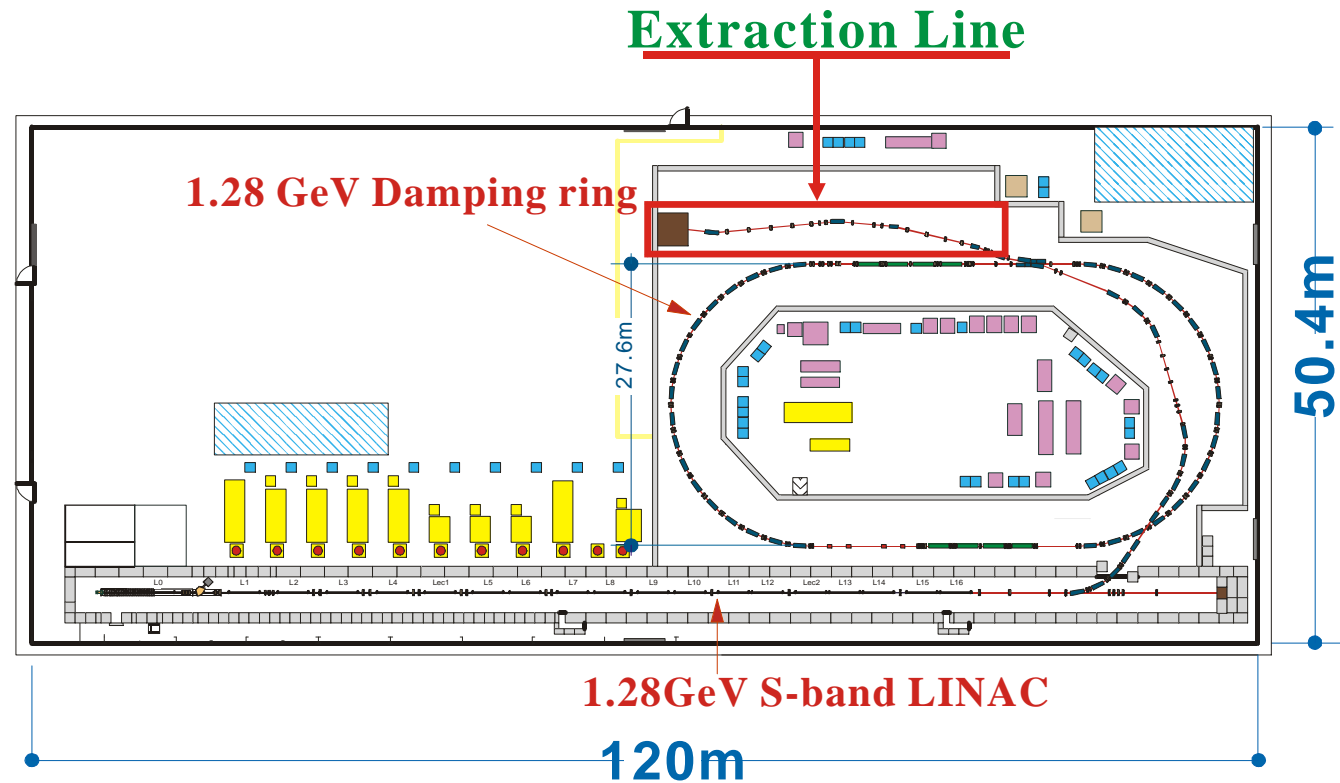 Extraction Line
1.28 GeV Damping ring
27.6m
50.4m
L0 L1 L2 L3 L4 Lec1 L5 L6 L7 L8 L9 L10 L11 L12 Lec2 L13 L14 L15 L16
1.28GeV S-band LINAC
120m